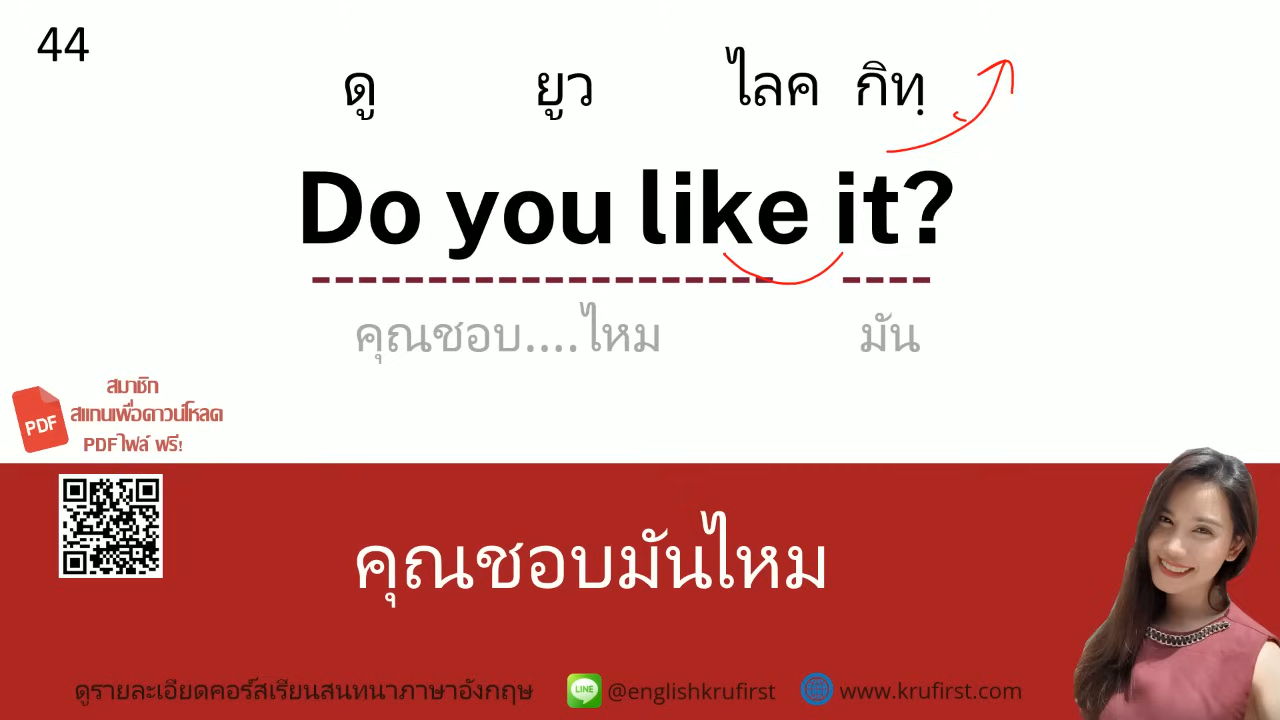 44
ดู ยูว ไลค กิทฺ
Do you like it?
คุณชอบ....ไหม มัน
สมาชิก
สแกนเพื่อดาวน์โหลด
PDF ไฟล์ ฟรี!
PDF
คุณชอบมันไหม
ดูรายละเอียดคอร์สเรียนสนทนาภาษาอังกฤษ LINE @englishkrufirst www.krufirst.com